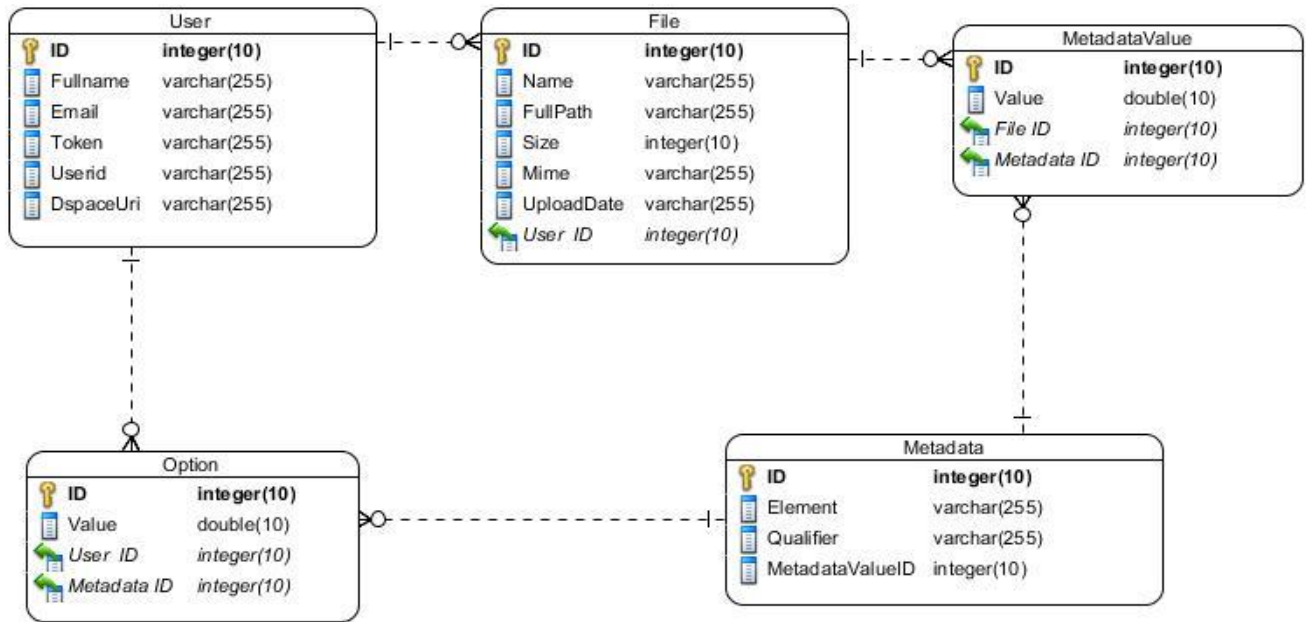 User
ID integer(10)
Fullname varchar(255)
Email varchar(255)
Token varchar(255)
Userid varchar(255)
DspaceUri varchar(255)
File
ID integer(10)
Name varchar(255)
FullPath varchar(255)
Size integer(10)
Mime varchar(255)
UploadDate varchar(255)
User ID integer(10)
MetadataValue
ID integer(10)
Value double(10)
File ID integer(10)
Metadata ID integer(10)
Option
ID integer(10)
Value double(10)
User ID integer(10)
Metadata ID integer(10)
Metadata
ID integer(10)
Element varchar(255)
Qualifier varchar(255)
MetadataValueID integer(10)